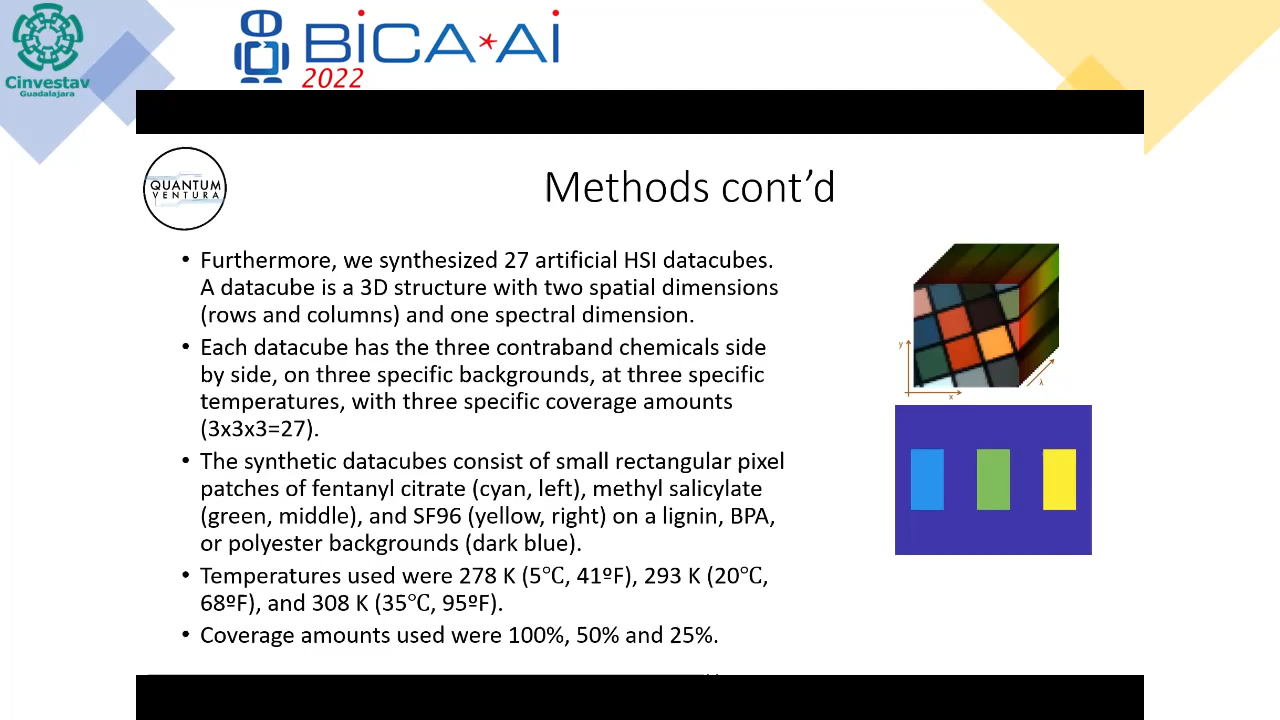 Cinvestav
Guadalajara
BiCA*Ai
2022
QUANTUM
VENTURA
Methods cont’d
• Furthermore, we synthesized 27 artificial HSI datacubes.
A datacube is a 3D structure with two spatial dimensions
(rows and columns) and one spectral dimension.
• Each datacube has the three contraband chemicals side
by side, on three specific backgrounds, at three specific
temperatures, with three specific coverage amounts
(3x3x3=27).
• The synthetic datacubes consist of small rectangular pixel
patches of fentanyl citrate (cyan, left), methyl salicylate
(green, middle), and SF96 (yellow, right) on a lignin, BPA,
or polyester backgrounds (dark blue).
• Temperatures used were 278 K (5℃, 41ºF), 293 K (20℃,
68ºF), and 308 K (35℃, 95ºF).
• Coverage amounts used were 100%, 50% and 25%.
y
λ
x